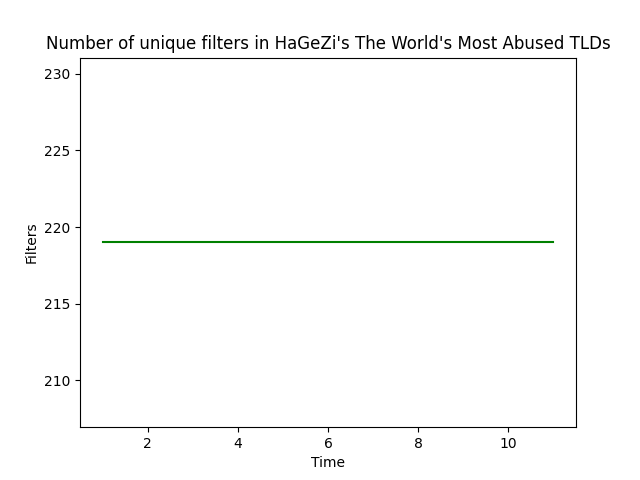 Number of unique filters in HaGeZi's The World's Most Abused TLDs
230
225
220
215
210
Filters
2 4 6 8 10
Time